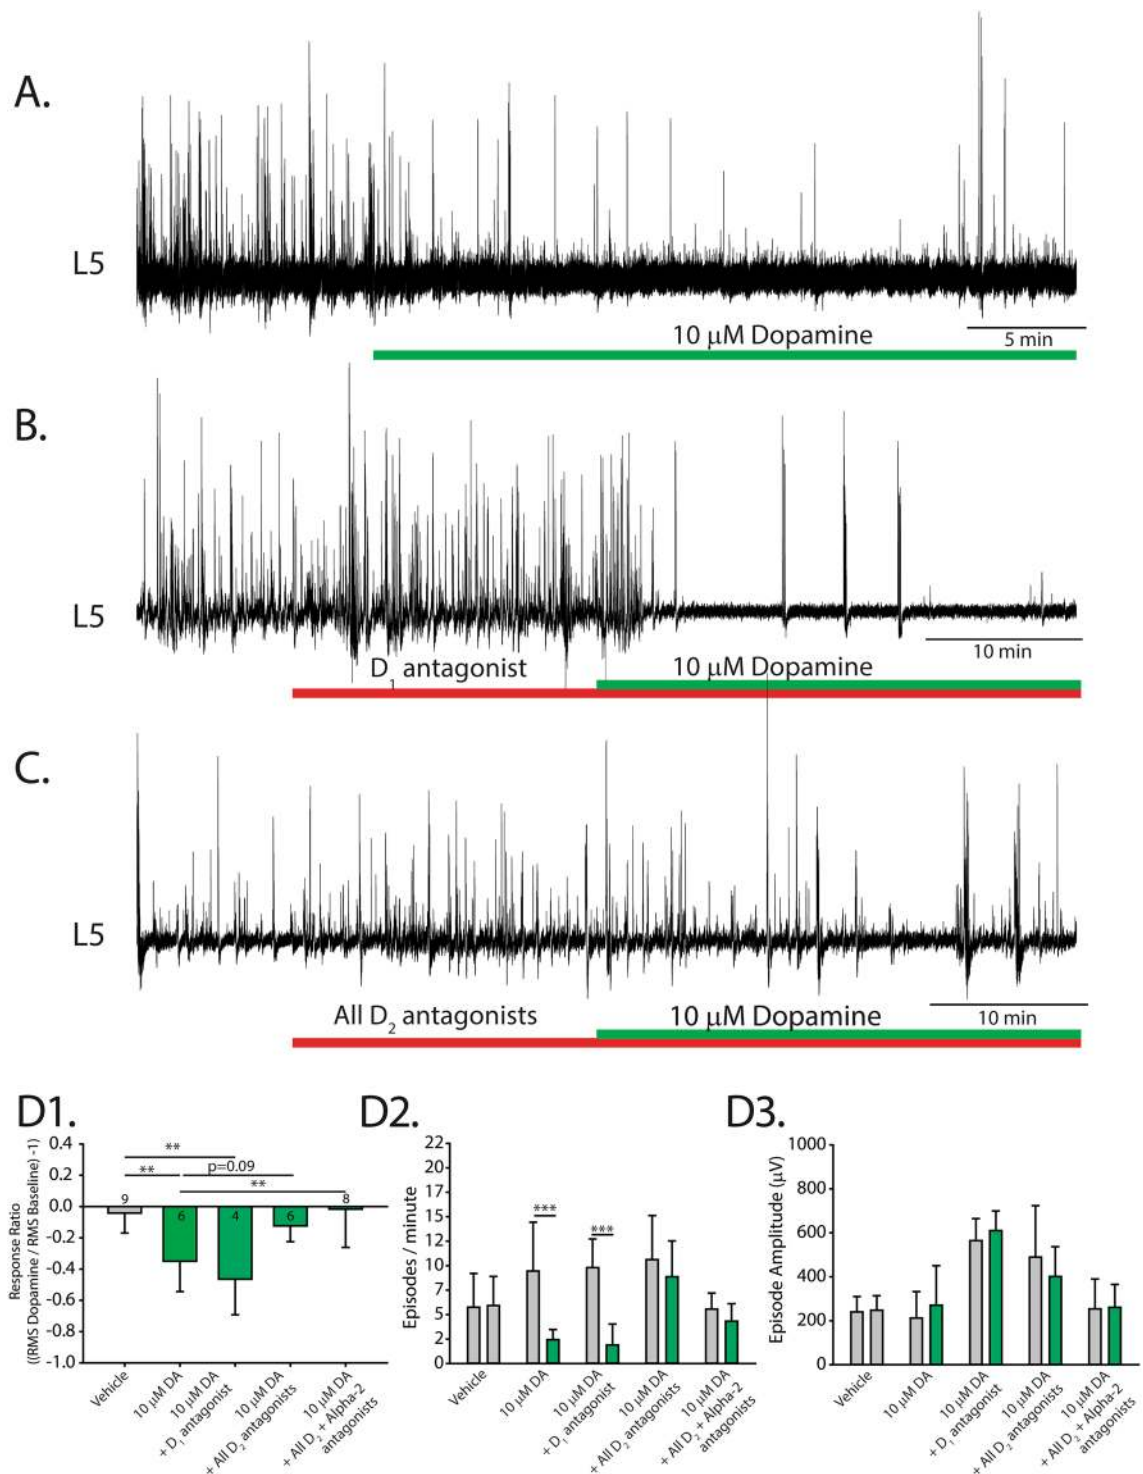 A.
L5
10 μM Dopamine
5 min
B.
L5
D1 antagonist
10 μM Dopamine
10 min
C.
L5
All D2 antagonists
10 μM Dopamine
10 min
D1.
Response Ratio
((RMS Dopamine / RMS Baseline) -1)
0.4
0.2
0.0
-0.2
-0.4
-0.6
-0.8
-1.0
**
** p=0.09
**
9 6 4 6 8
Vehicle
10 μM DA
10 μM DA
+ D1 antagonist
10 μM DA
+ All D2 antagonists
10 μM DA
+ All D2 + Alpha-2
antagonists
D2.
Episodes / minute
22
20
17
15
12
10
7
5
2
0
***
***
Vehicle
10 μM DA
10 μM DA
+ D1 antagonist
10 μM DA
+ All D2 antagonists
10 μM DA
+ All D2 + Alpha-2
antagonists
D3.
Episode Amplitude (μV)
1000
800
600
400
200
0
Vehicle
10 μM DA
10 μM DA
+ D1 antagonist
10 μM DA
+ All D2 antagonists
10 μM DA
+ All D2 + Alpha-2
antagonists